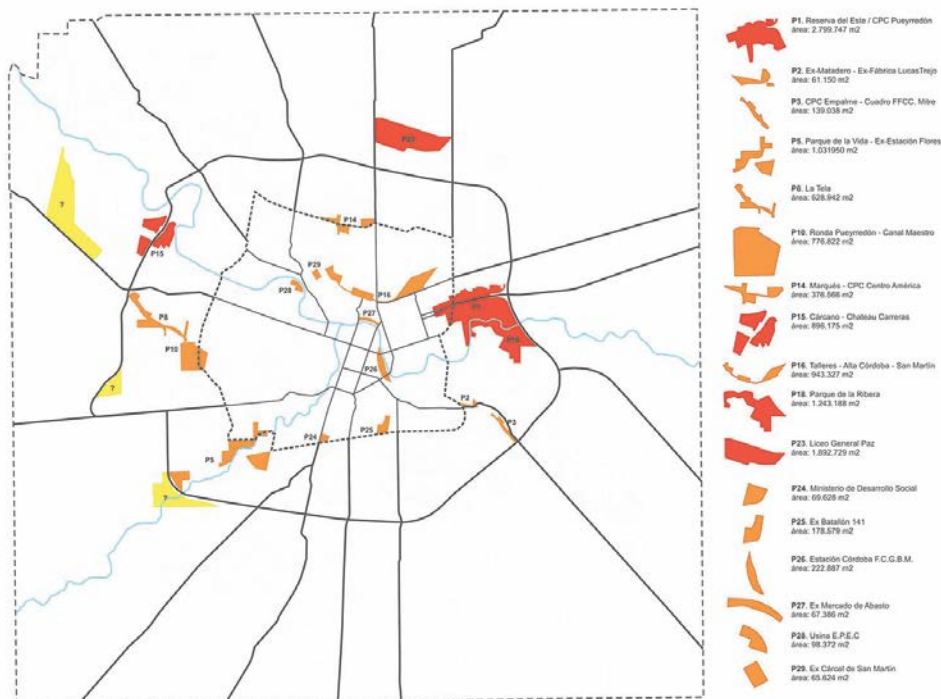 P23
?
P15
P14
P29
P28
P16
P27
P1
P18
P8
P10
P26
?
P2
P25
P3
P24
P5
?
P1. Reserva del Este / CPC Pueyrredón
área: 2.799.747 m2
P2. Ex-Matadero - Ex-Fábrica LucasTrejo
área: 61.150 m2
P3. CPC Empalme - Cuadro FFCC. Mitre
área: 139.038 m2
P5. Parque de la Vida - Ex-Estación Flores
área: 1.031950 m2
P8. La Tela
área: 628.942 m2
P10. Ronda Pueyrredón - Canal Maestro
área: 776.822 m2
P14. Marqués - CPC Centro América
área: 376.566 m2
P15. Cárcano - Chateau Carreras
área: 896.175 m2
P16. Talleres - Alta Córdoba - San Martín
área: 943.327 m2
P18. Parque de la Ribera
área: 1.243.188 m2
P23. Liceo General Paz
área: 1.892.729 m2
P24. Ministerio de Desarrollo Social
área: 69.628 m2
P25. Ex Batallón 141
área: 178.579 m2
P26. Estación Córdoba F.C.G.B.M.
área: 222.887 m2
P27. Ex Mercado de Abasto
área: 67.386 m2
P28. Usina E.P.E.C
área: 98.372 m2
P29. Ex Cárcel de San Martín
área: 65.624 m2